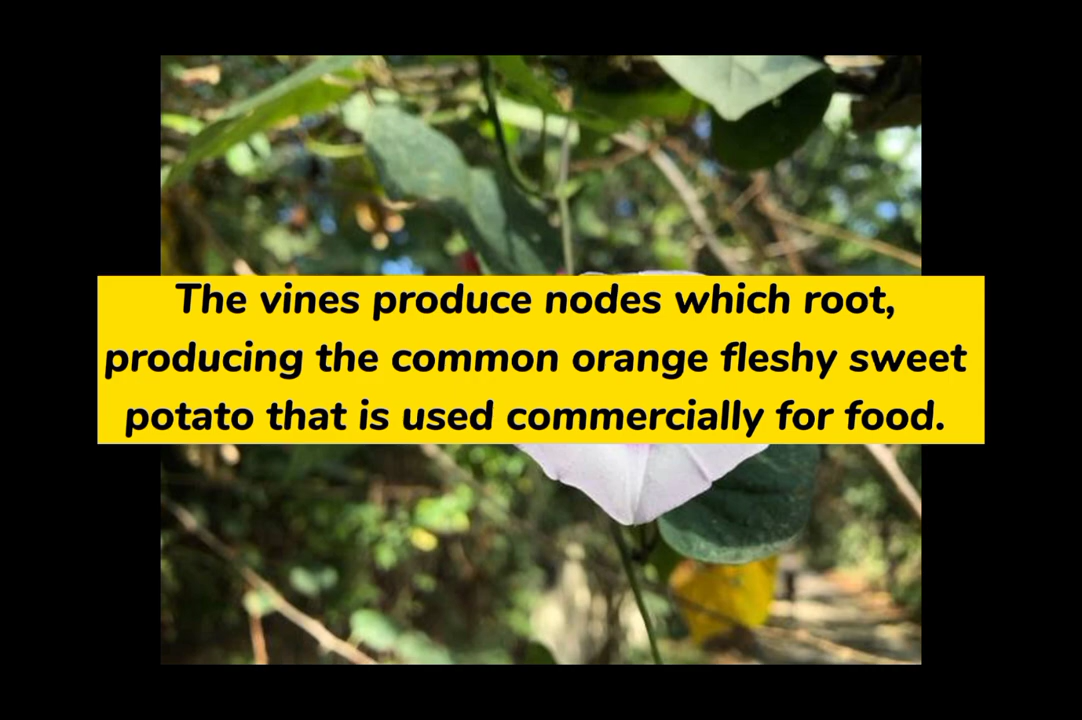 The vines produce nodes which root,
producing the common orange fleshy sweet
potato that is used commercially for food.